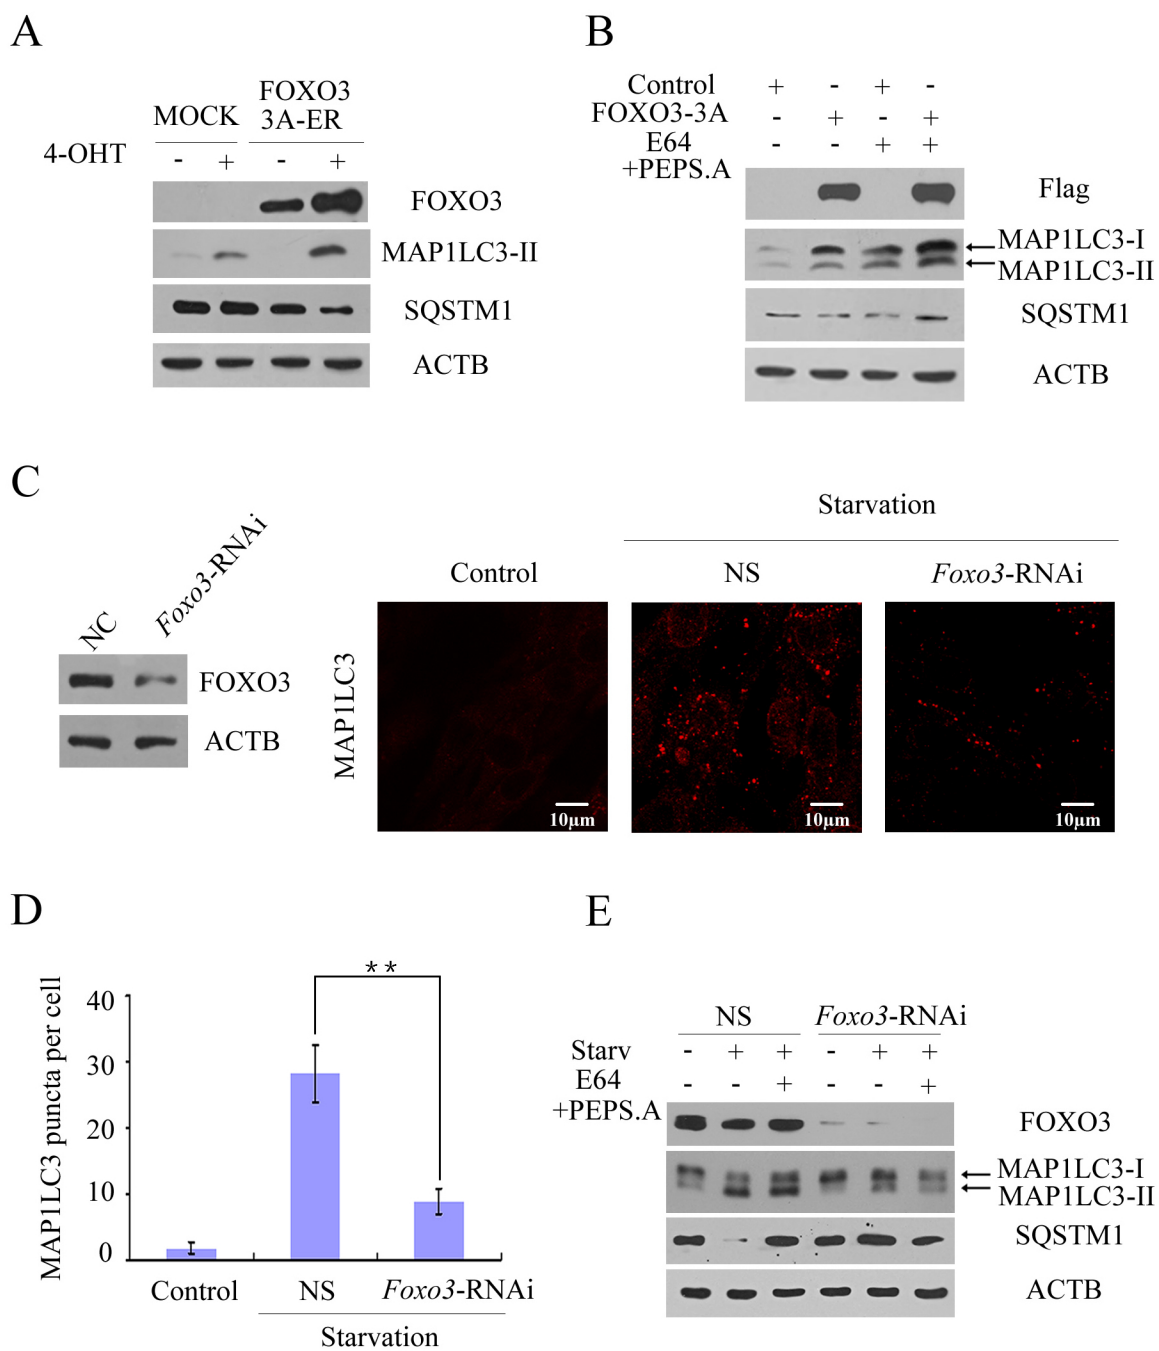 A
MOCK
FOXO3
3A-ER
4-OHT
- + - +
FOXO3
MAP1LC3-II
SQSTM1
ACTB
B
Control + - + -
FOXO3-3A - + - +
E64 - - + +
+PEPS.A
Flag
MAP1LC3-I
MAP1LC3-II
SQSTM1
ACTB
C
NC
Foxo3-RNAi
FOXO3
ACTB
Starvation
Control
NS
Foxo3-RNAi
MAP1LC3
10μm
10μm
10μm
D
MAP1LC3 puncta per cell
40
30
20
10
0
**
Control
NS
Foxo3-RNAi
Starvation
E
NS
Foxo3-RNAi
Starv - + + - + +
E64 - - + - - +
+PEPS.A
FOXO3
MAP1LC3-I
MAP1LC3-II
SQSTM1
ACTB